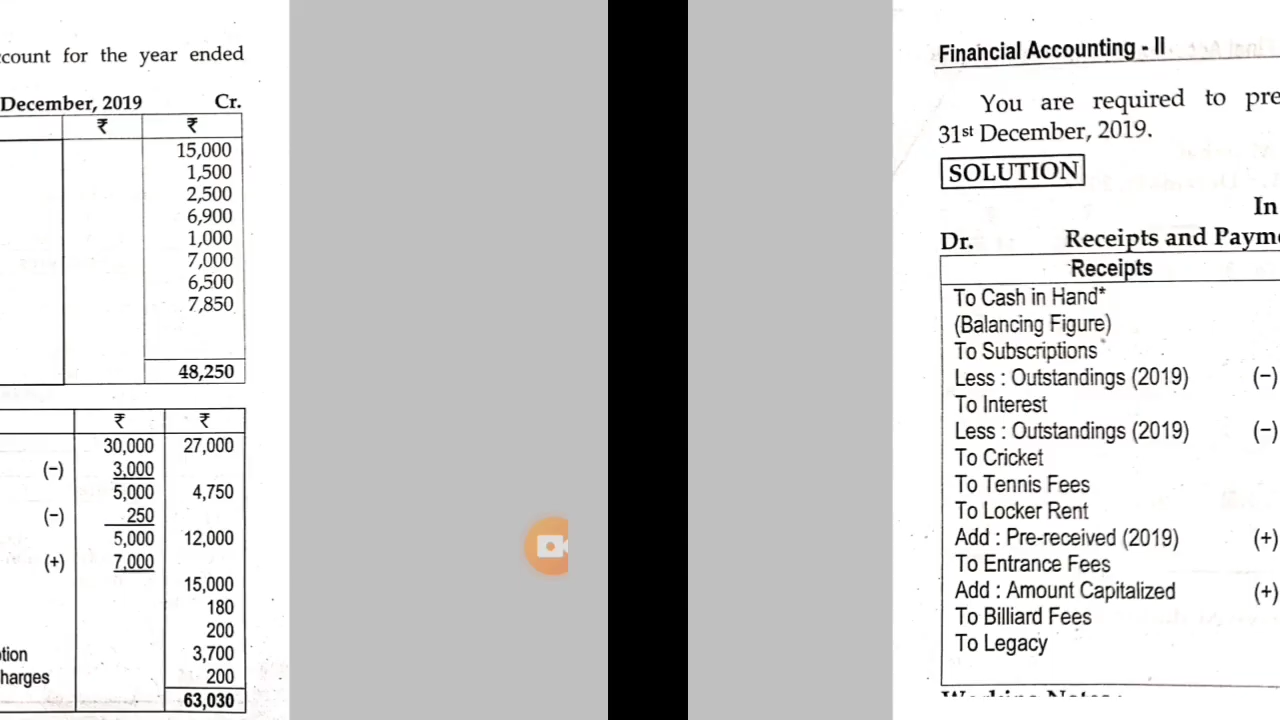 count for the year ended
December, 2019 Cr.
₹ ₹
15,000
1,500
2,500
6,900
1,000
7,000
6,500
7,850
48,250
₹ ₹
30,000 27,000
(−) 3,000
5,000 4,750
(−) 250
5,000 12,000
(+) 7,000
15,000
180
200
3,700
200
63,030
Financial Accounting - II
You are required to pre
31st December, 2019.
SOLUTION
In
Dr. Receipts and Payme
Receipts
To Cash in Hand*
(Balancing Figure)
To Subscriptions
Less : Outstandings (2019) (−)
To Interest
Less : Outstandings (2019) (−)
To Cricket
To Tennis Fees
To Locker Rent
Add : Pre-received (2019) (+)
To Entrance Fees
Add : Amount Capitalized (+)
To Billiard Fees
To Legacy